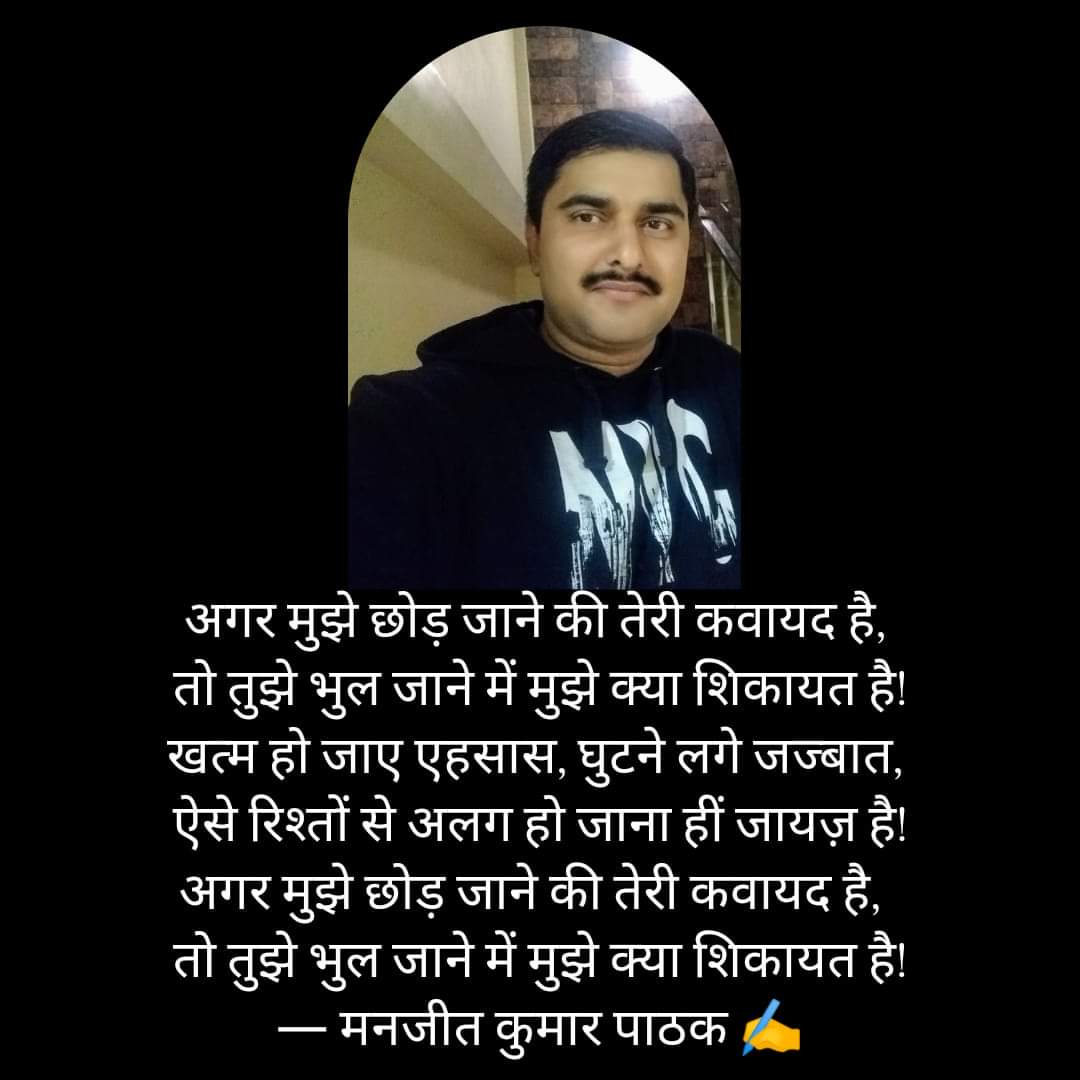 अगर मुझे छोड़ जाने की तेरी कवायद है,
तो तुझे भुल जाने में मुझे क्या शिकायत है!
खत्म हो जाए एहसास, घुटने लगे जज्बात,
ऐसे रिश्तों से अलग हो जाना हीं जायज़ है!
अगर मुझे छोड़ जाने की तेरी कवायद है,
तो तुझे भुल जाने में मुझे क्या शिकायत है!
— मनजीत कुमार पाठक ✍️